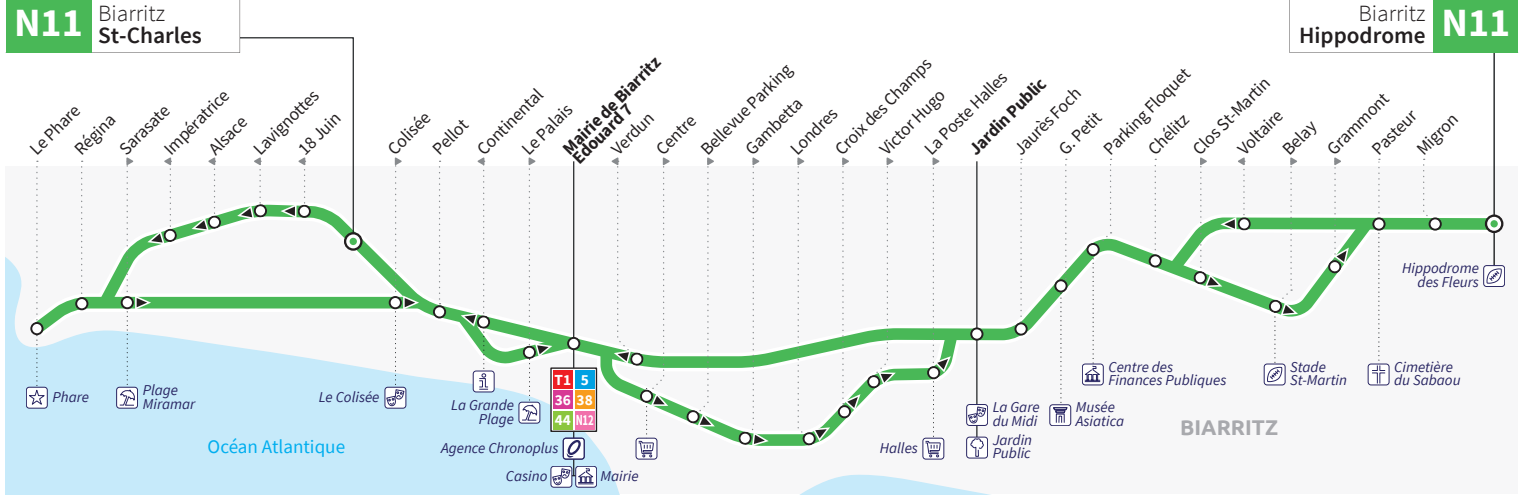 N11
Biarritz
St-Charles
Biarritz
Hippodrome
N11
Le Phare
Régina
Sarasate
Impératrice
Alsace
Lavignottes
18 Juin
Colisée
Pellot
Continental
Le Palais
Mairie de Biarritz
Edouard 7
Verdun
Centre
Bellevue Parking
Gambetta
Londres
Croix des Champs
Victor Hugo
La Poste Halles
Jardin Public
Jaurès Foch
G. Petit
Parking Floquet
Chélitz
Clos St-Martin
Voltaire
Belay
Grammont
Pasteur
Migron
Hippodrome
des Fleurs
Phare
Plage
Miramar
Le Colisée
La Grande
Plage
T1 5
36 38
44 N12
Agence Chronoplus
Casino
Mairie
Halles
La Gare
du Midi
Jardin
Public
Musée
Asiatica
Centre des
Finances Publiques
Stade
St-Martin
Cimetière
du Sabaou
Océan Atlantique
BIARRITZ